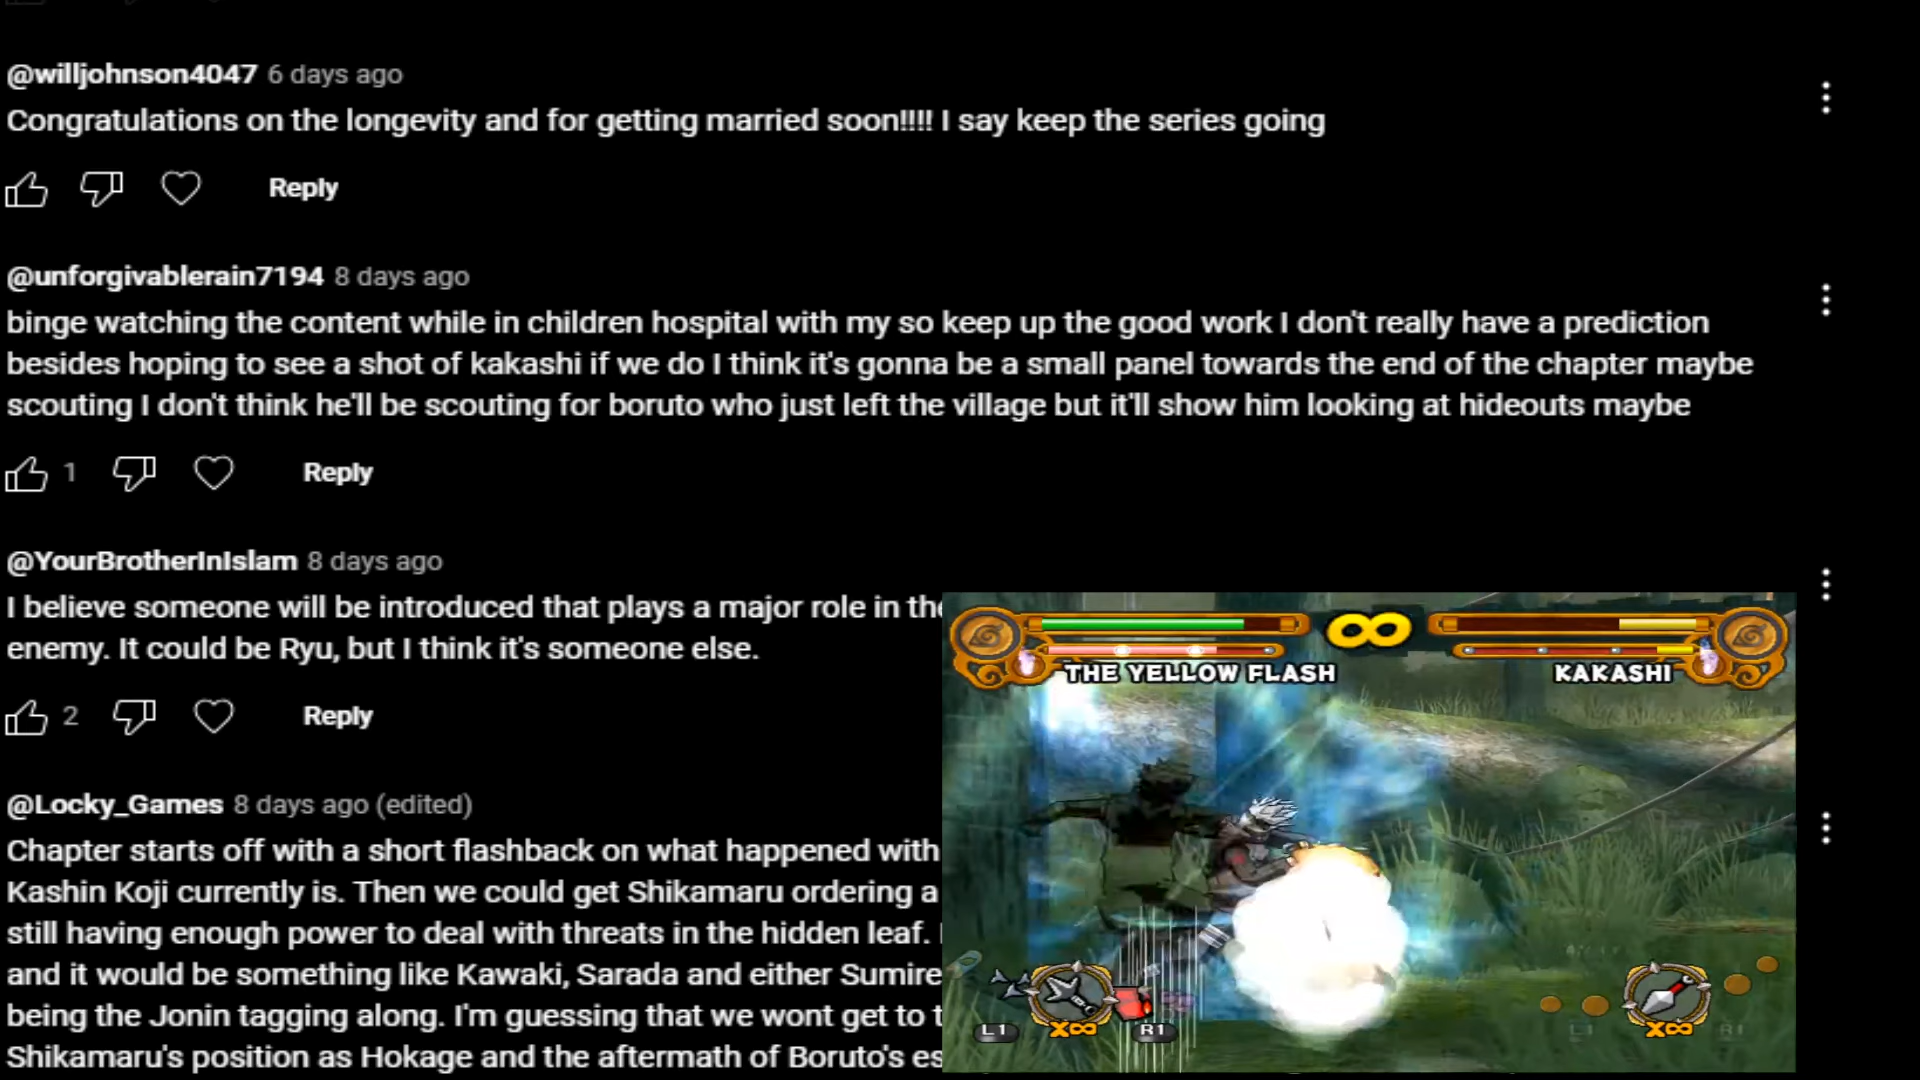 @willjohnson4047 6 days ago
Congratulations on the longevity and for getting married soon!!!! I say keep the series going
Reply
@unforgivablerain7194 8 days ago
binge watching the content while in children hospital with my so keep up the good work I don't really have a prediction
besides hoping to see a shot of kakashi if we do I think it's gonna be a small panel towards the end of the chapter maybe
scouting I don't think he'll be scouting for boruto who just left the village but it'll show him looking at hideouts maybe
1 Reply
@YourBrotherInIslam 8 days ago
I believe someone will be introduced that plays a major role in the
enemy. It could be Ryu, but I think it's someone else.
2 Reply
@Locky_Games 8 days ago (edited)
Chapter starts off with a short flashback on what happened with
Kashin Koji currently is. Then we could get Shikamaru ordering a
still having enough power to deal with threats in the hidden leaf.
and it would be something like Kawaki, Sarada and either Sumire
being the Jonin tagging along. I'm guessing that we wont get to
Shikamaru's position as Hokage and the aftermath of Boruto's
∞
THE YELLOW FLASH KAKASHI
L1 X∞ R1 L1 X∞ R1